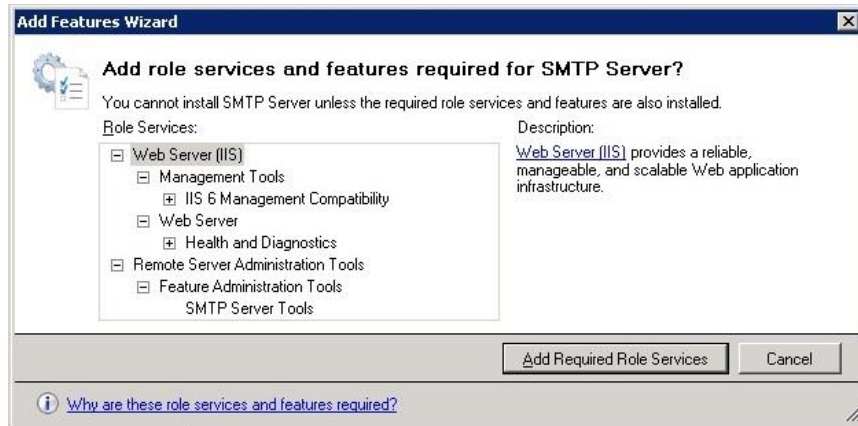 Add Features Wizard
Add role services and features required for SMTP Server?
You cannot install SMTP Server unless the required role services and features are also installed.
Role Services:
Web Server (IIS)
Management Tools
IIS 6 Management Compatibility
Web Server
Health and Diagnostics
Remote Server Administration Tools
Feature Administration Tools
SMTP Server Tools
Description:
Web Server (IIS) provides a reliable,
manageable, and scalable Web application
infrastructure.
Add Required Role Services
Cancel
Why are these role services and features required?